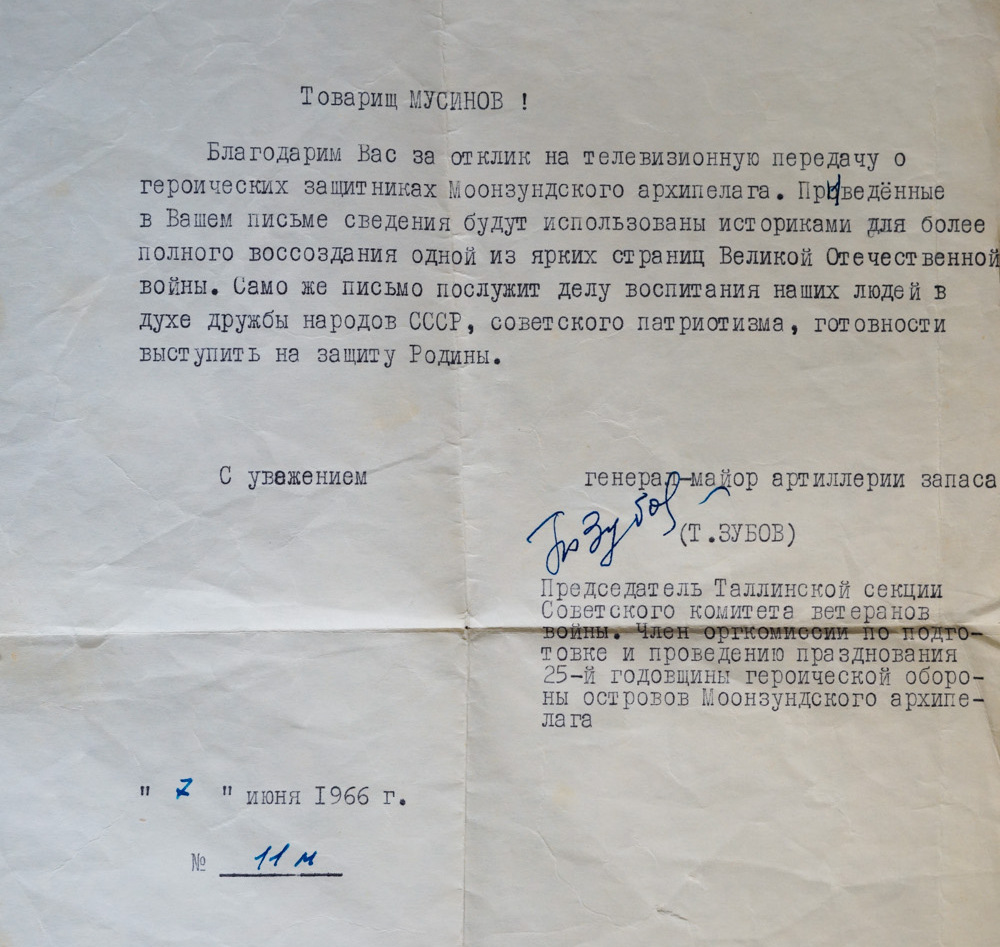 Товарищ МУСИНОВ !
Благодарим Вас за отклик на телевизионную передачу о
героических защитниках Моонзундского архипелага. Приведённые
в Вашем письме сведения будут использованы историками для более
полного воссоздания одной из ярких страниц Великой Отечественной
войны. Само же письмо послужит делу воспитания наших людей в
духе дружбы народов СССР, советского патриотизма, готовности
выступить на защиту Родины.
С уважением генерал-майор артиллерии запаса
Зубов
(Т.ЗУБОВ)
Председатель Таллинской секции
Советского комитета ветеранов
войны. Член оргкомиссии по подго-
товке и проведению празднования
25-й годовщины героической оборо-
ны островов Моонзундского архипе-
лага
" 7 " июня 1966 г.
№ 11 м